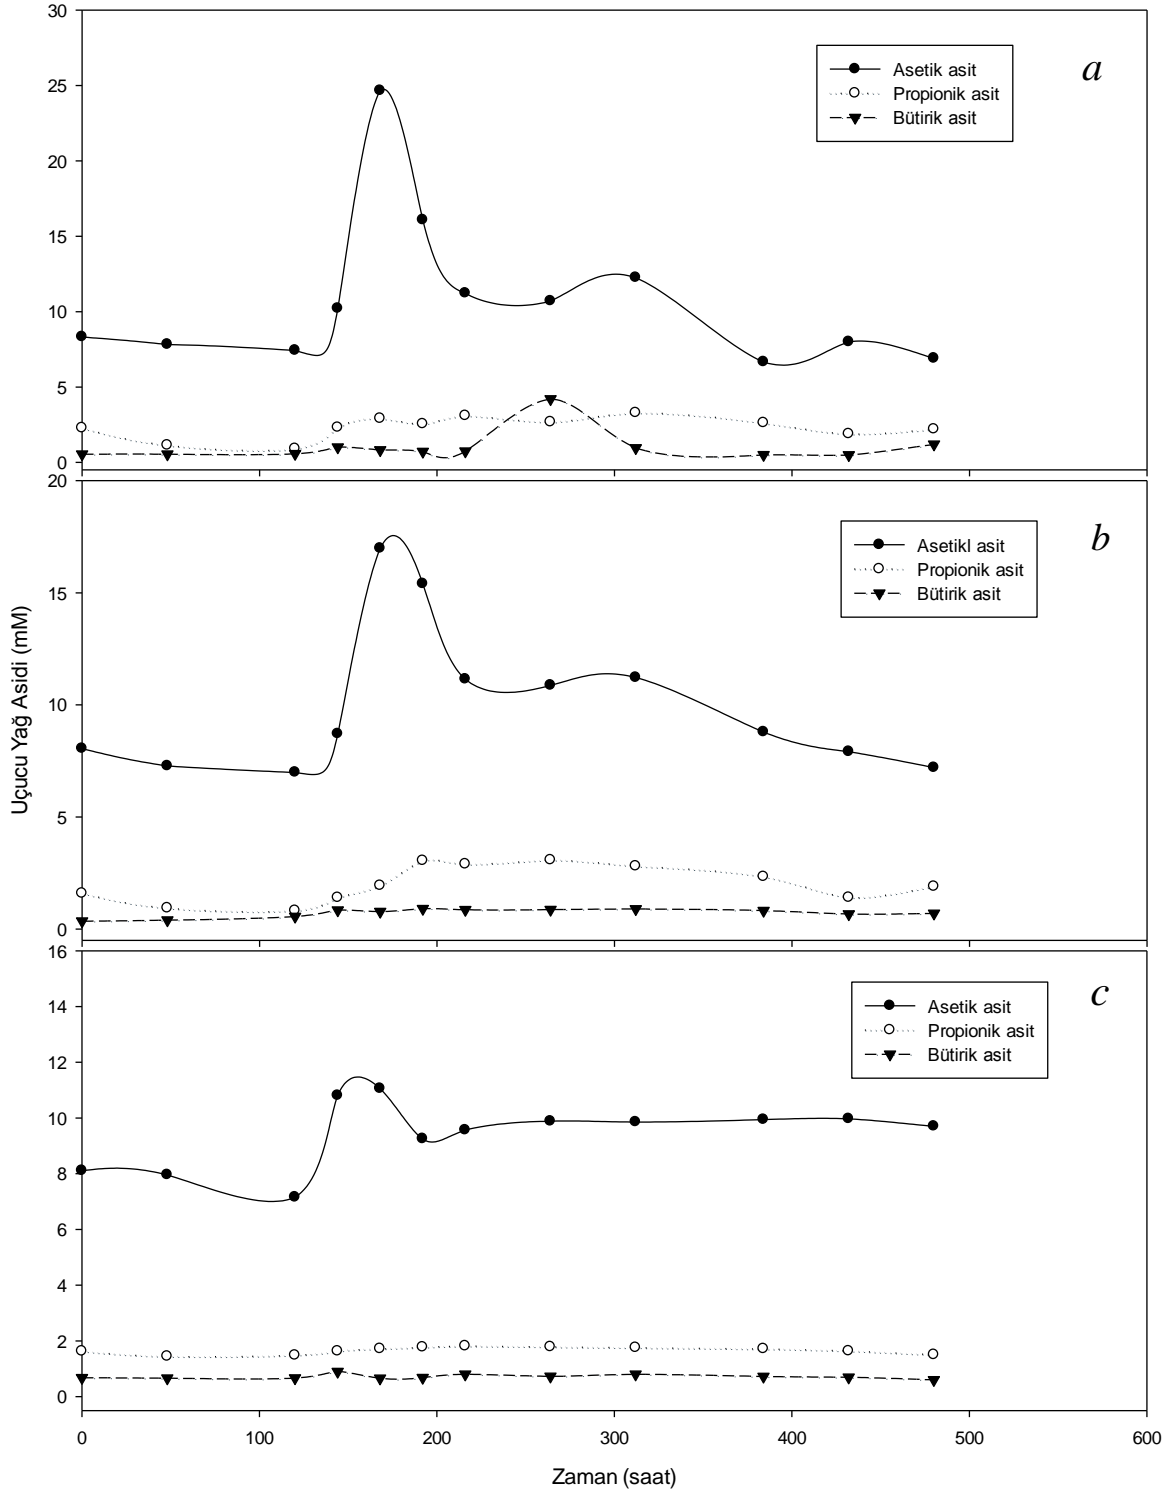 30
25
20
15
10
5
0
Asetik asit
Propionik asit
Bütirik asit
a
20
15
10
5
0
Asetikl asit
Propionik asit
Bütirik asit
b
Uçucu Yağ Asidi (mM)
16
14
12
10
8
6
4
2
0
Asetik asit
Propionik asit
Bütirik asit
c
0 100 200 300 400 500 600
Zaman (saat)